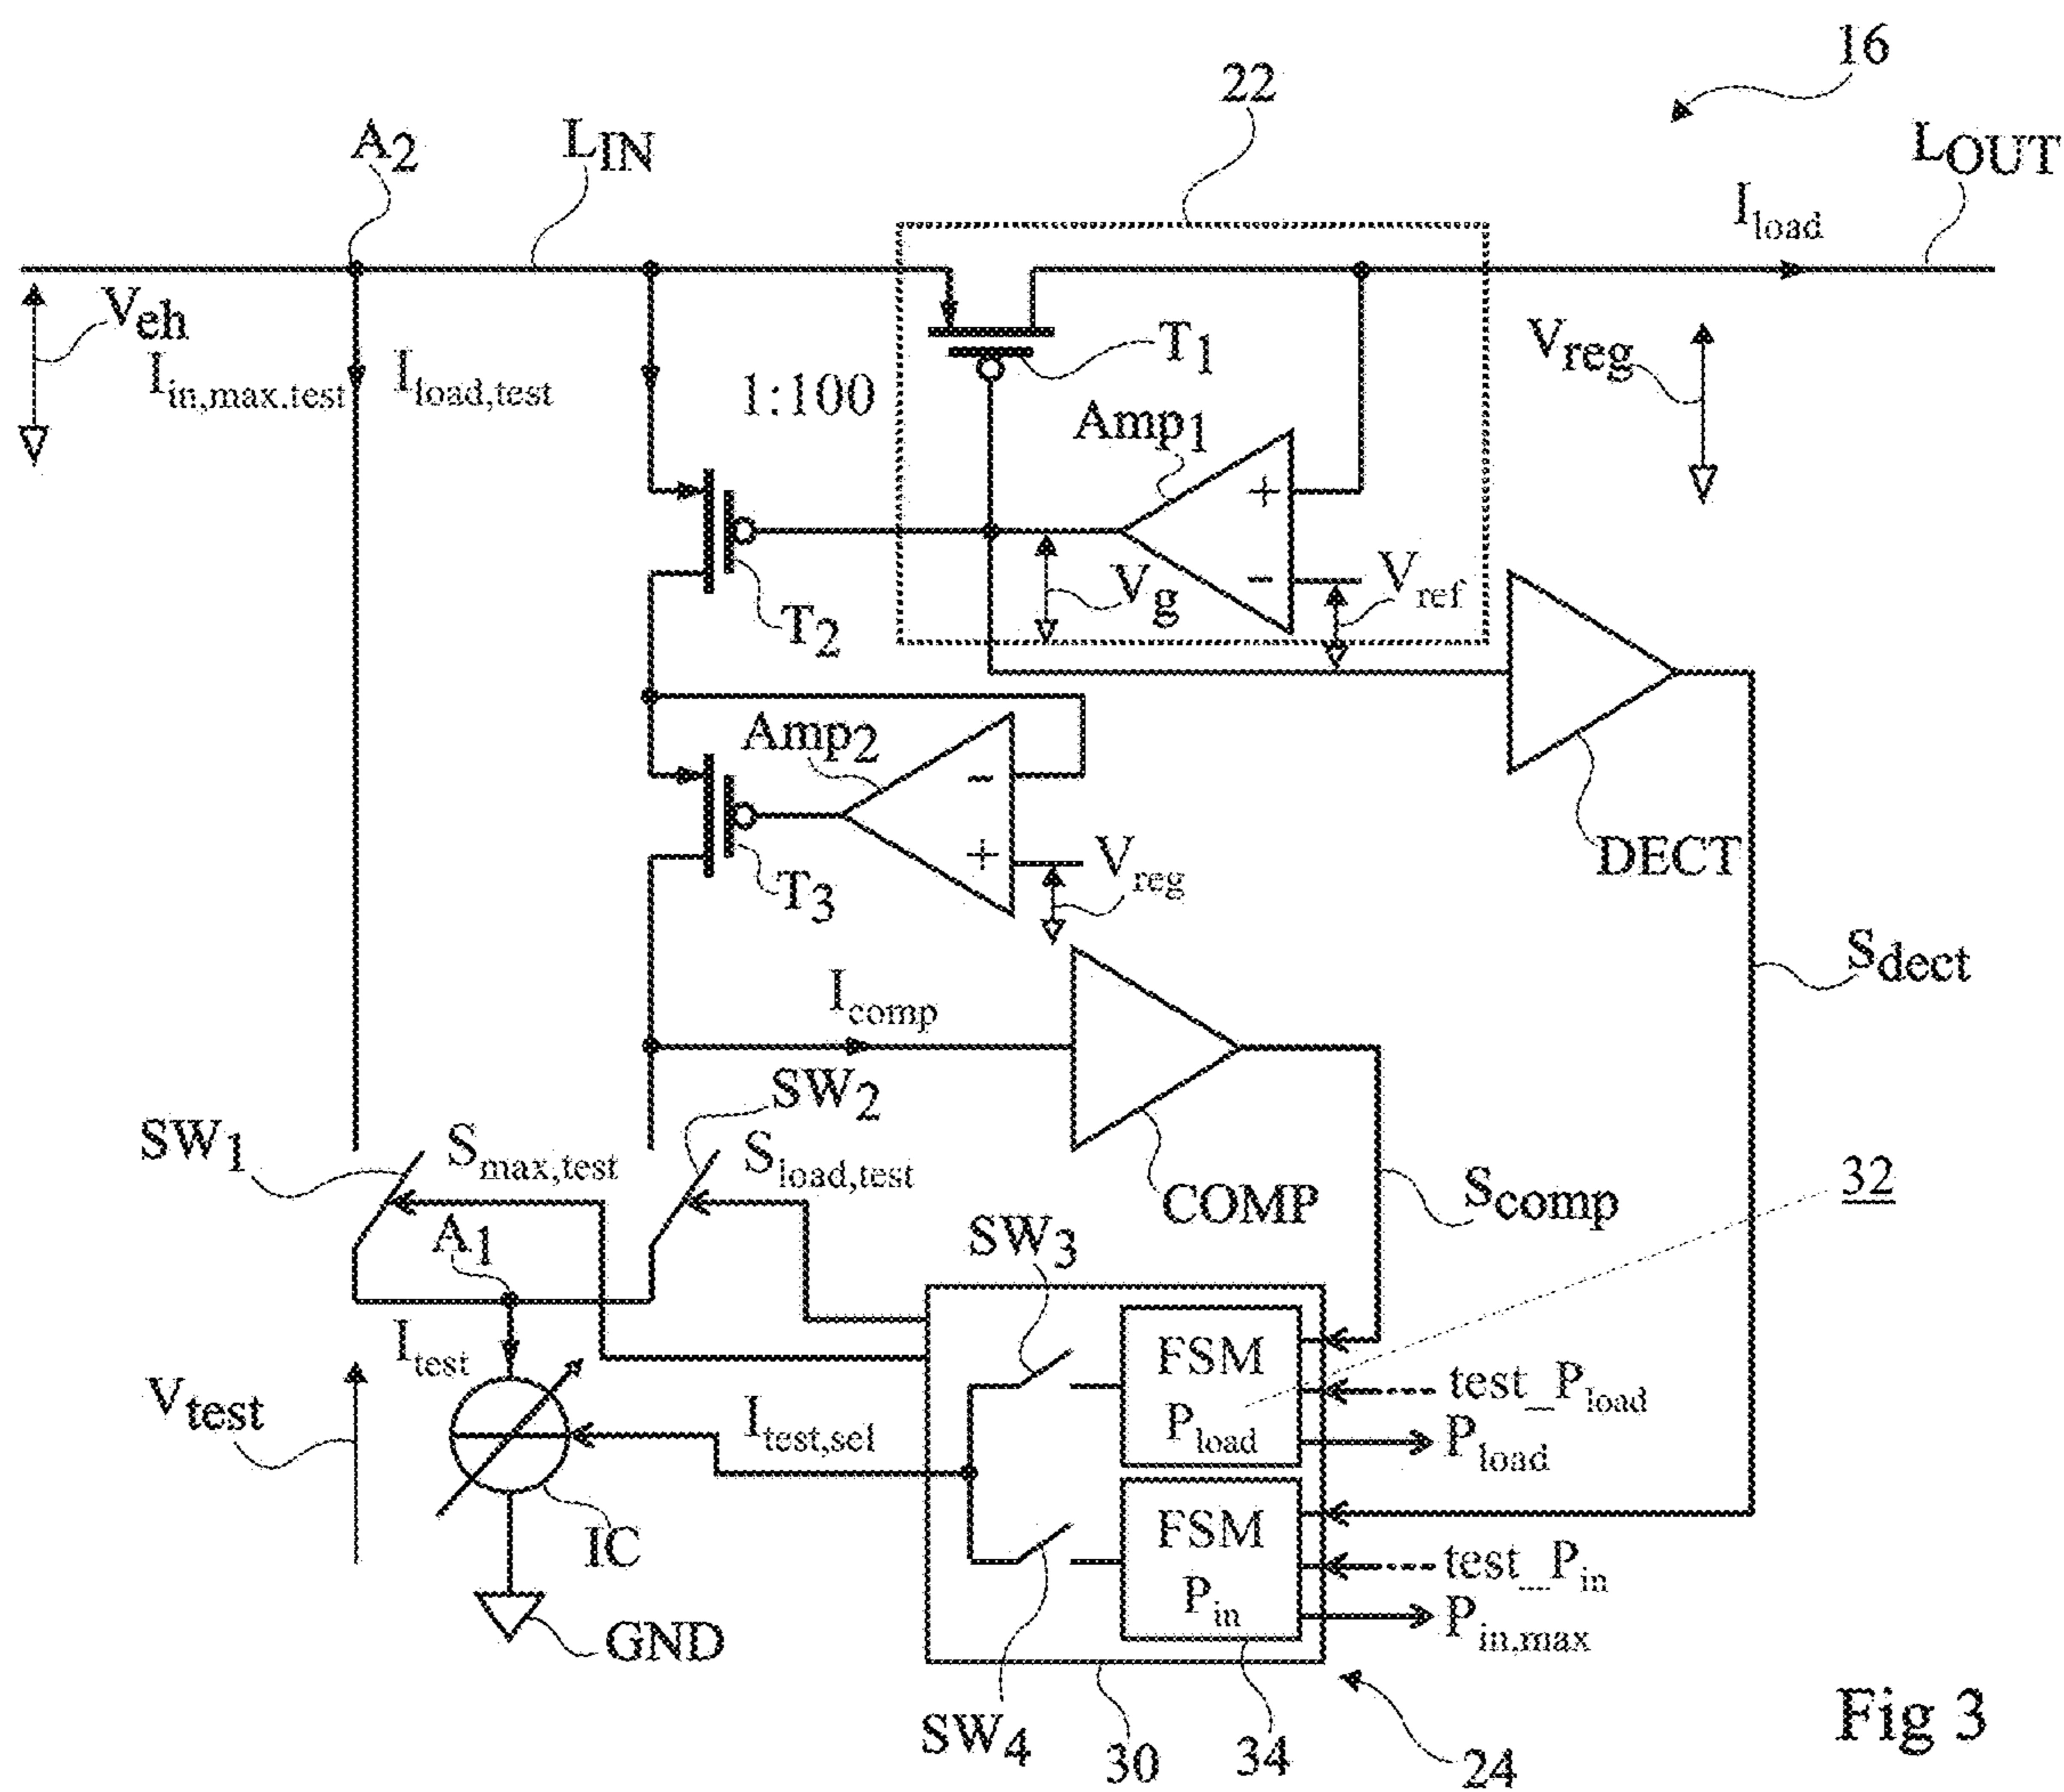 16
22
A2
LIN
LOUT
Iload
Veh
Iin,max.test
Iload,test
1:100
T1
Vreg
Amp1
+
-
Vg
Vref
T2
Amp2
-
+
Vreg
T3
DECT
Sdect
Icomp
SW2
SW1
Smax,test
Sload,test
COMP
Scomp
32
A1
SW3
Itest
FSM
Pload
test_Pload
Pload
Vtest
Itest,sel
IC
FSM
Pin
test_Pin
Pin,max
GND
SW4
30
34
24
Fig 3